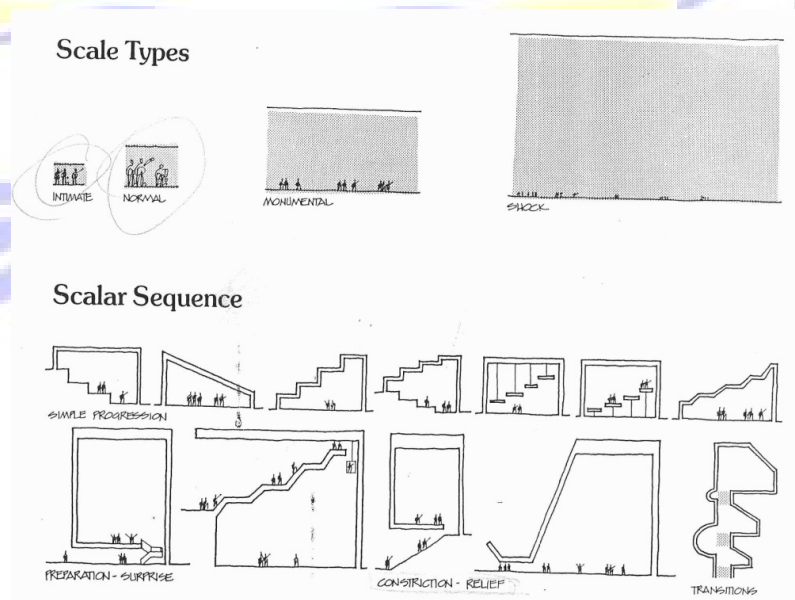 Scale Types
INTIMATE
NORMAL
MONUMENTAL
SHOCK
Scalar Sequence
SIMPLE PROGRESSION
PREPARATION - SURPRISE
CONSTRICTION - RELIEF
TRANSITIONS